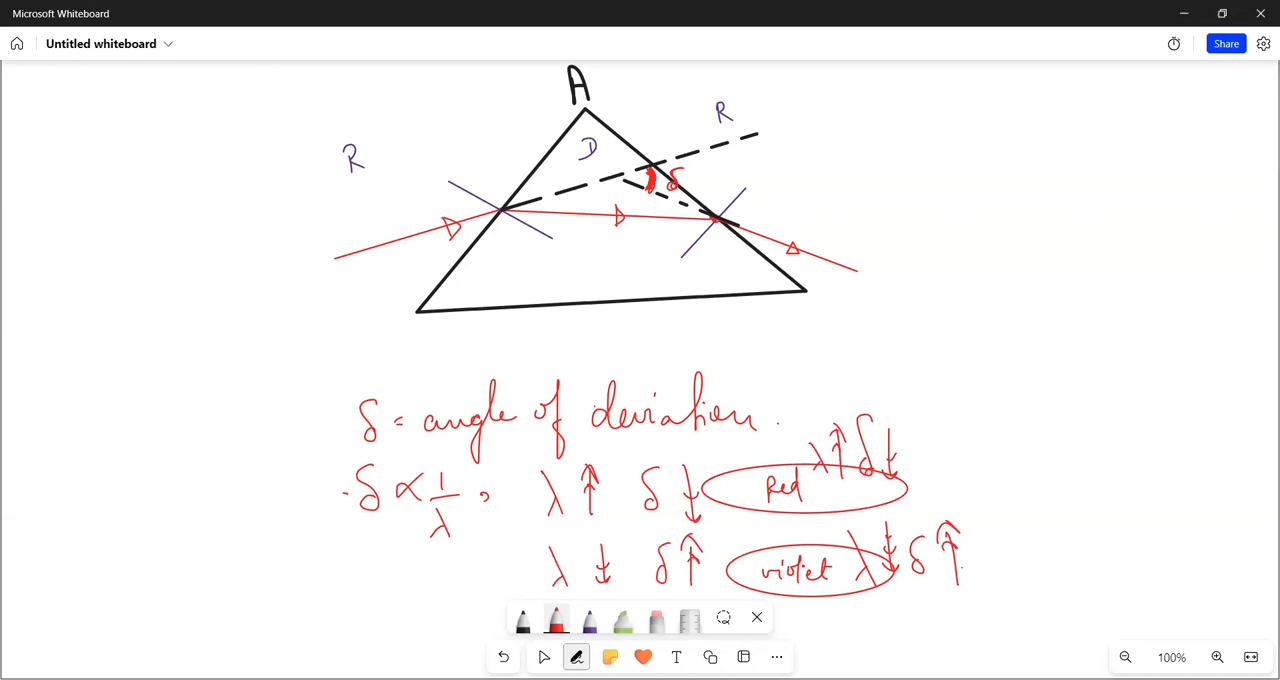 Microsoft Whiteboard
Untitled whiteboard
Share
A
R
D
R
δ
δ = angle of deviation.
δ ∝ 1/λ , λ ↑ δ ↓ Red λ↑ δ↓
λ ↓ δ ↑ violet λ↓ δ ↑
T
100%